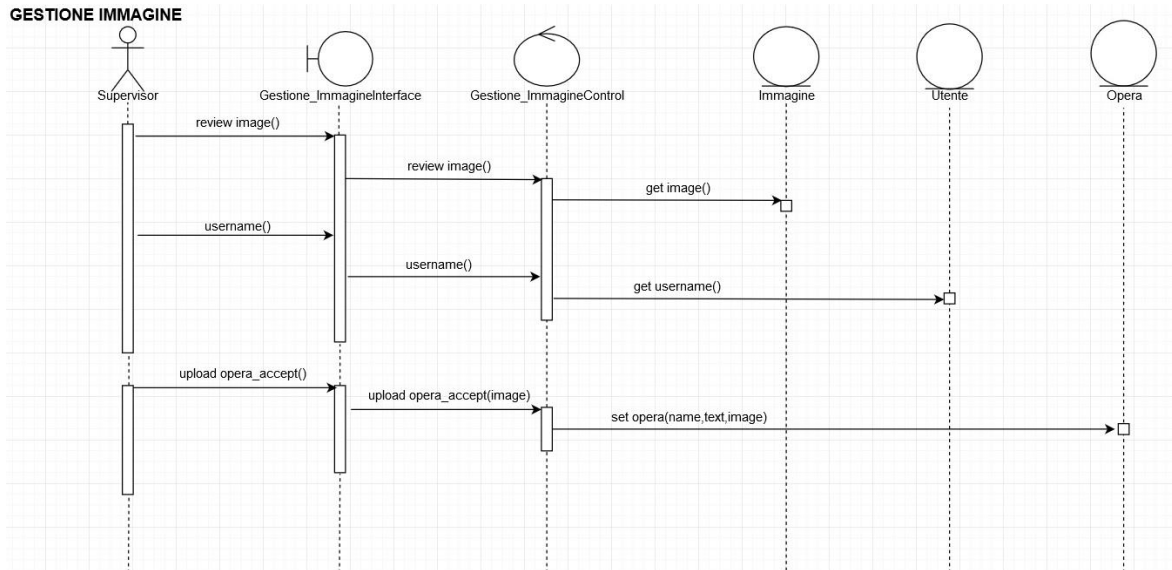 GESTIONE IMMAGINE
Supervisor
Gestione_ImmagineInterface
Gestione_ImmagineControl
Immagine
Utente
Opera
review image()
review image()
get image()
username()
username()
get username()
upload opera_accept()
upload opera_accept(image)
set opera(name,text,image)